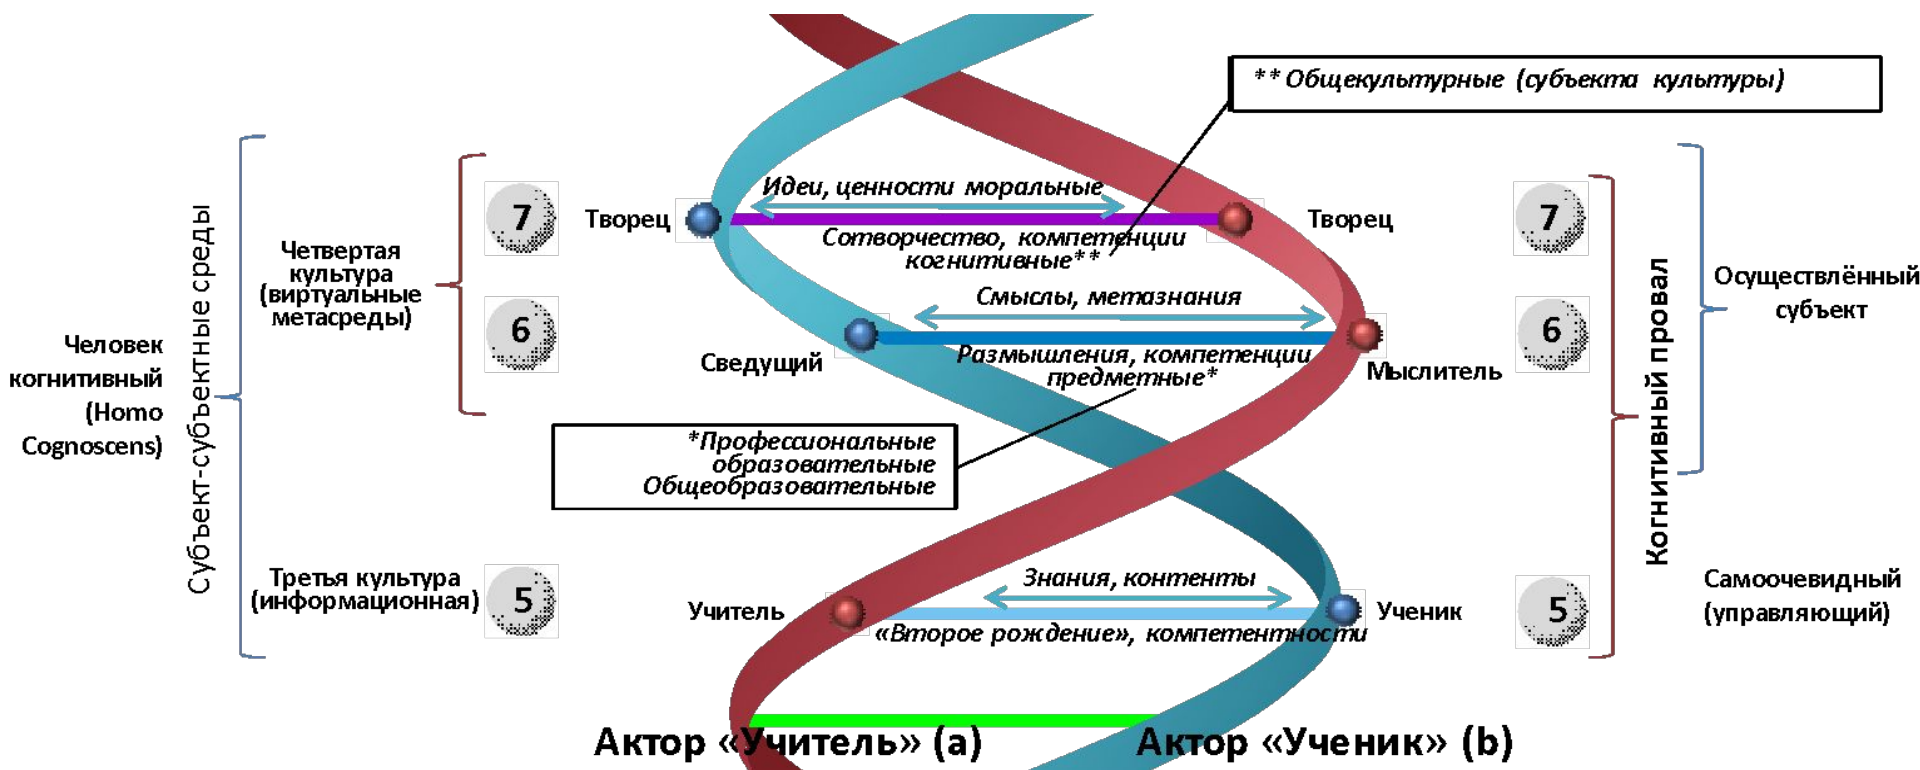 ** Общекультурные (субъекта культуры)
Идеи, ценности моральные
7
Творец
Творец
7
Сотворчество, компетенции
когнитивные**
Четвертая
культура
(виртуальные
метасреды)
Субъект-субъектные среды
Осуществлённый
субъект
Смыслы, метазнания
6
6
Сведущий
Размышления, компетенции
предметные*
Мыслитель
Человек
когнитивный
(Homo
Cognoscens)
Когнитивный провал
*Профессиональные
образовательные
Общеобразовательные
Третья культура
(информационная)
5
Знания, контенты
Учитель
Ученик
5
Самоочевидный
(управляющий)
«Второе рождение», компетентности
Актор «Учитель» (a)
Актор «Ученик» (b)